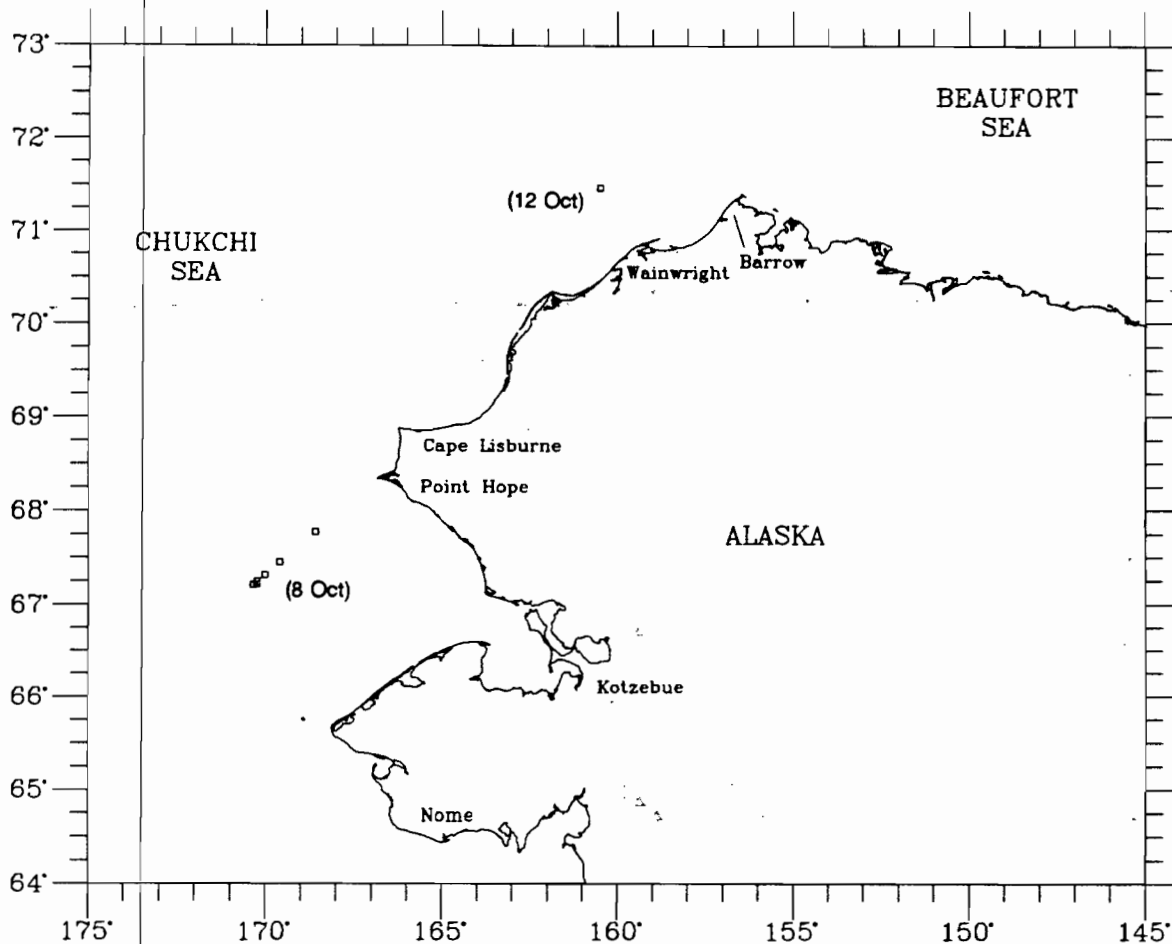 73°
BEAUFORT
SEA
72°
(12 Oct)
71°
CHUKCHI
SEA
Barrow
Wainwright
70°
69°
Cape Lisburne
Point Hope
68°
ALASKA
(8 Oct)
67°
Kotzebue
66°
65°
Nome
64°
175° 170° 165° 160° 155° 150° 145°